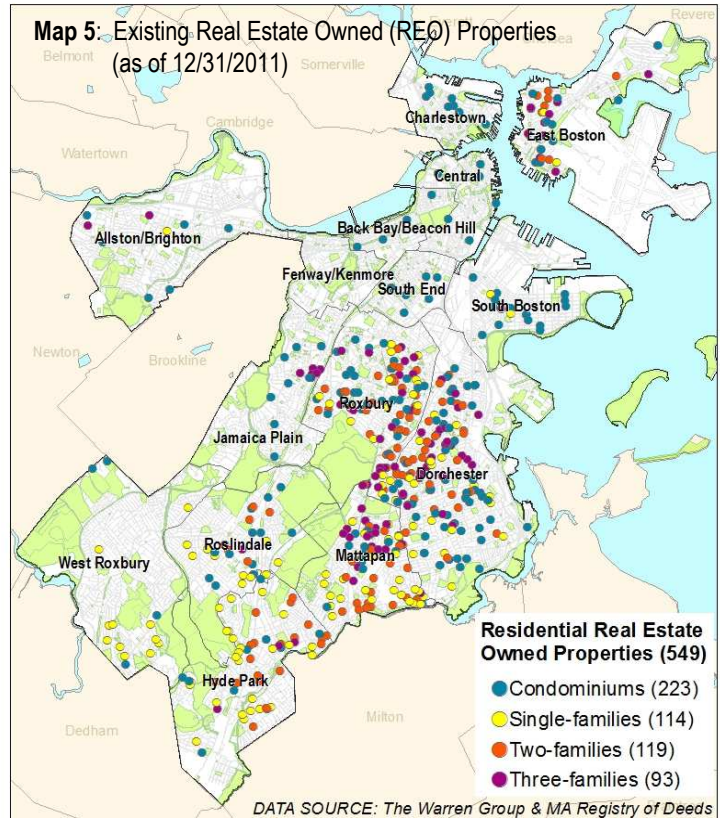 Map 5: Existing Real Estate Owned (REO) Properties
(as of 12/31/2011)
Everett
Chelsea
Revere
Belmont
Somerville
Charlestown
East Boston
Cambridge
Watertown
Central
Allston/Brighton
Back Bay/Beacon Hill
Fenway/Kenmore
South End
South Boston
Newton
Brookline
Roxbury
Jamaica Plain
Dorchester
West Roxbury
Roslindale
Mattapan
Hyde Park
Dedham
Milton
Residential Real Estate
Owned Properties (549)
Condominiums (223)
Single-families (114)
Two-families (119)
Three-families (93)
DATA SOURCE: The Warren Group & MA Registry of Deeds